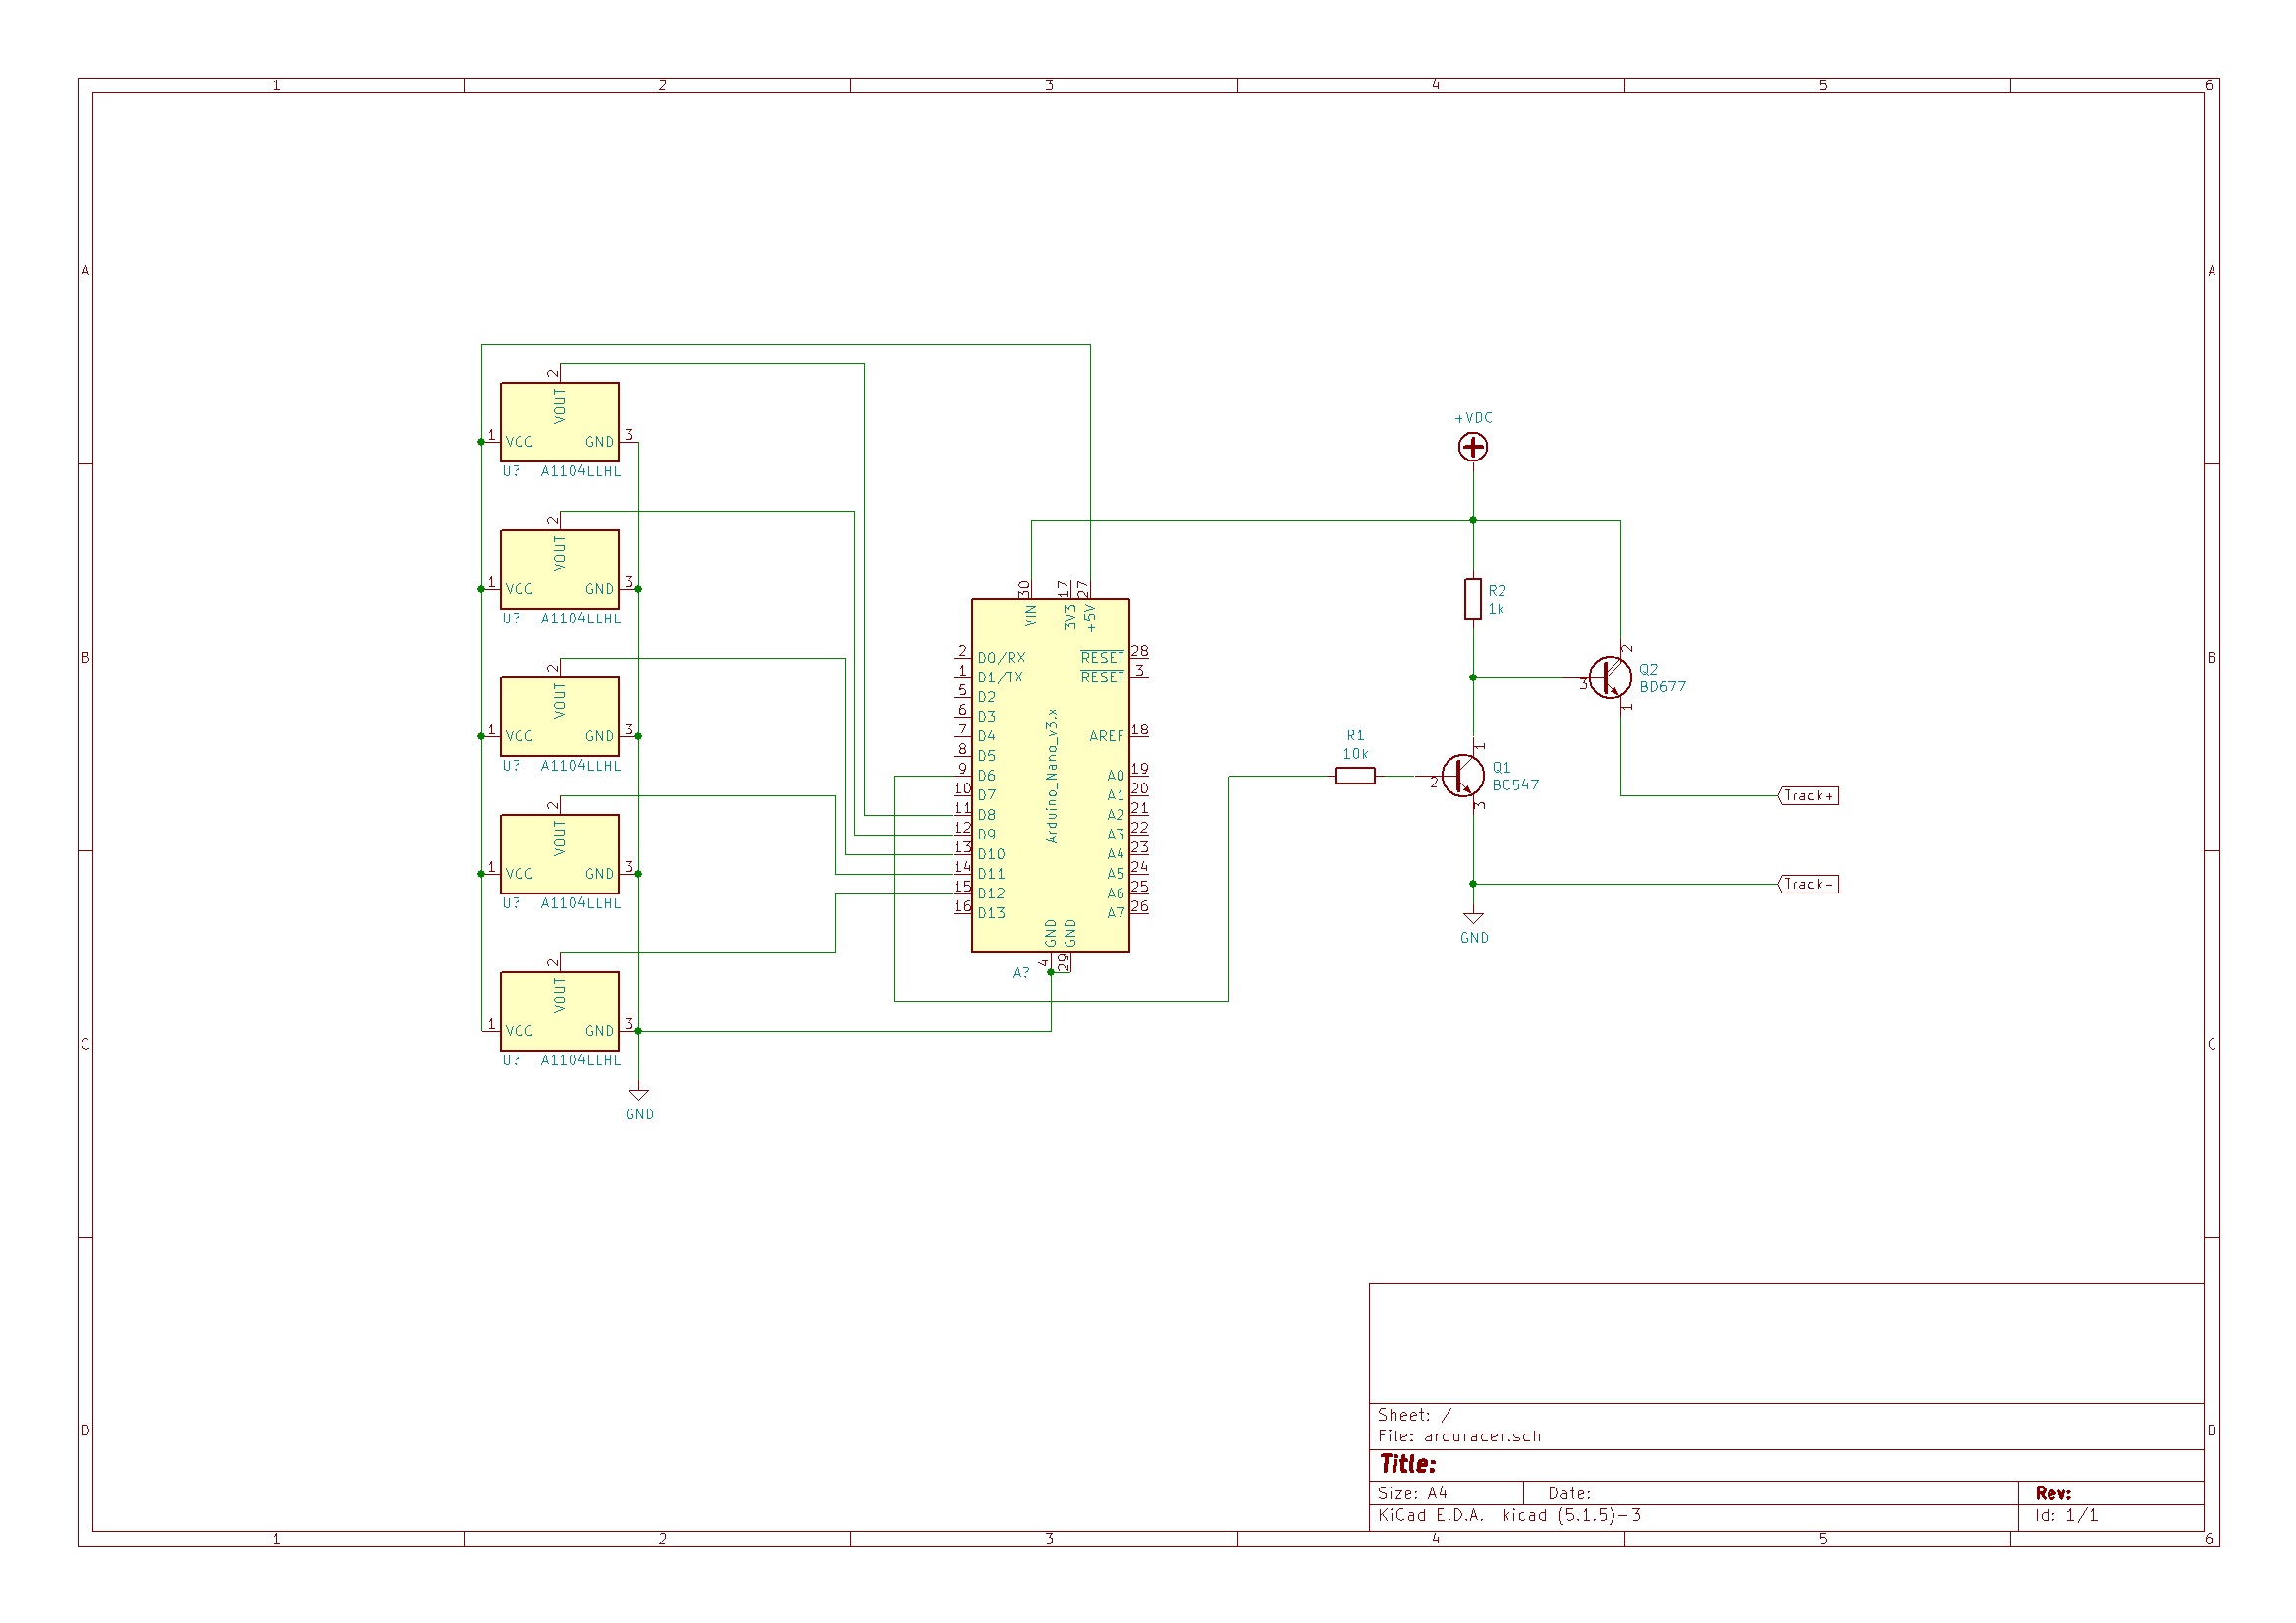 1 2 3 4 5 6
A A
B B
C C
D D
2
VOUT
1 VCC GND 3
U? A1104LLHL
2
VOUT
1 VCC GND 3
U? A1104LLHL
2
VOUT
1 VCC GND 3
U? A1104LLHL
2
VOUT
1 VCC GND 3
U? A1104LLHL
2
VOUT
1 VCC GND 3
U? A1104LLHL
GND
30 17 27
VIN 3V3 +5V
2 D0/RX RESET 28
1 D1/TX RESET 3
5 D2
6 D3
7 D4 AREF 18
8 D5
9 D6 A0 19
10 D7 A1 20
11 D8 A2 21
12 D9 A3 22
13 D10 A4 23
14 D11 A5 24
15 D12 A6 25
16 D13 A7 26
Arduino_Nano_v3.x
GND GND
4 29
A?
+VDC
R2
1k
2
Q2
BD677
3
1
R1
10k
1
Q1
BC547
2
3
Track+
Track-
GND
Sheet: /
File: arduracer.sch
Title:
Size: A4 Date: Rev:
KiCad E.D.A. kicad (5.1.5)-3 Id: 1/1
1 2 3 4 5 6